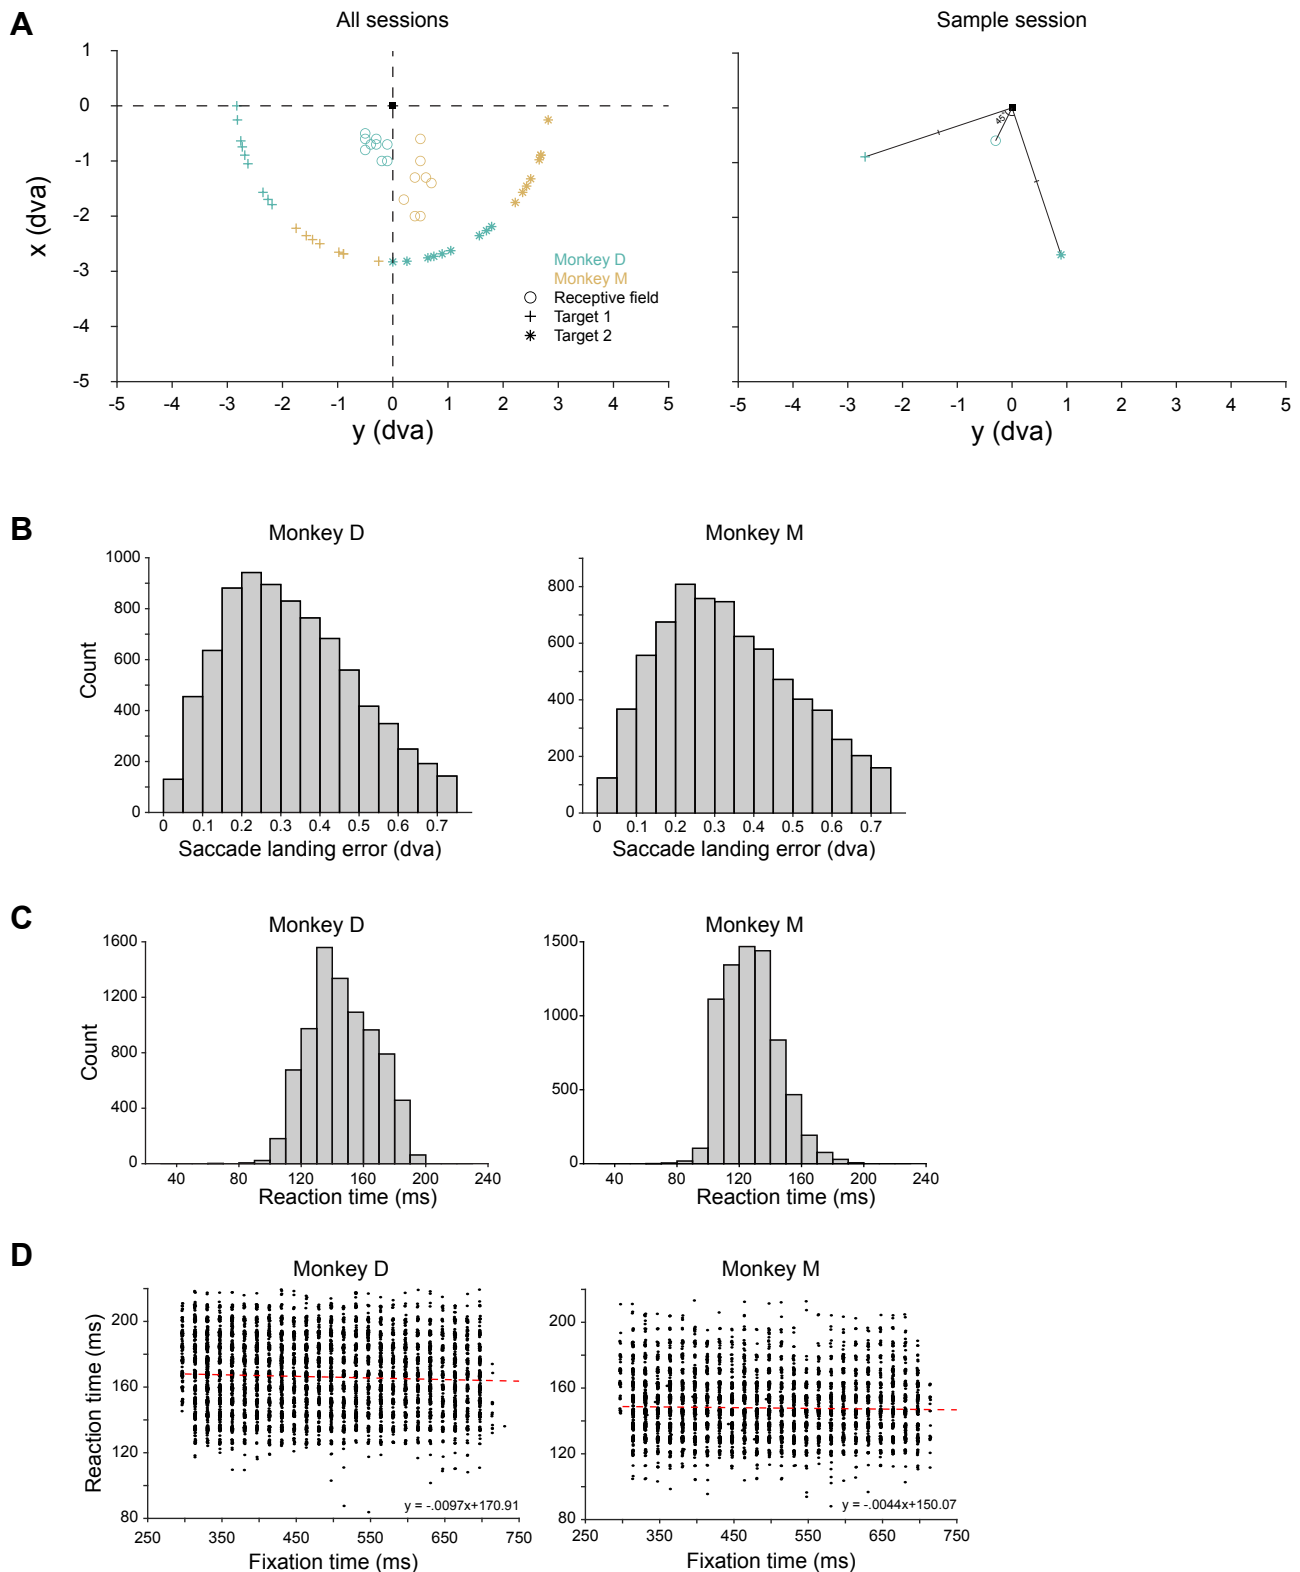 A
All sessions
Sample session
1
0
-1
-2
-3
-4
-5
x (dva)
-5 -4 -3 -2 -1 0 1 2 3 4 5
y (dva)
Monkey D
Monkey M
Receptive field
Target 1
Target 2
45°
-5 -4 -3 -2 -1 0 1 2 3 4 5
y (dva)
B
Monkey D
1000
800
600
400
200
0
Count
0 0.1 0.2 0.3 0.4 0.5 0.6 0.7
Saccade landing error (dva)
Monkey M
800
600
400
200
0
0 0.1 0.2 0.3 0.4 0.5 0.6 0.7
Saccade landing error (dva)
C
Monkey D
1600
1200
800
400
0
Count
40 120 160 200 240
Reaction time (ms)
Monkey M
1500
1000
500
0
40 80 120 160 200 240
Reaction time (ms)
D
Monkey D
200
160
120
80
Reaction time (ms)
y = -.0097x+170.91
250 350 450 550 650 750
Fixation time (ms)
Monkey M
200
160
120
80
y = -.0044x+150.07
250 350 450 550 650 750
Fixation time (ms)